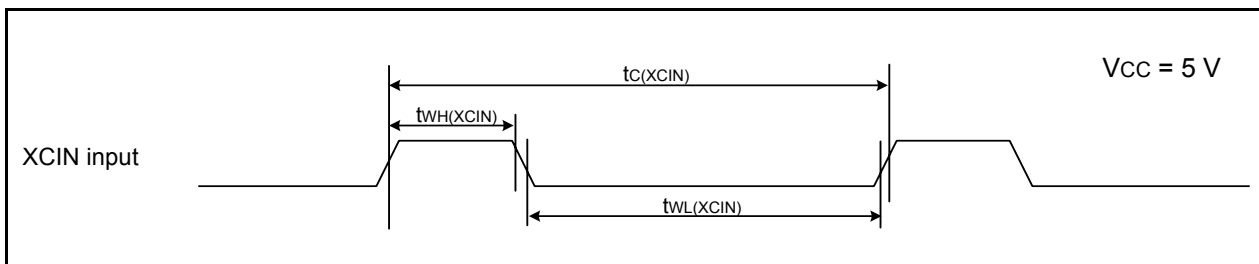 tC(XCIN)
VCC = 5 V
tWH(XCIN)
XCIN input
tWL(XCIN)